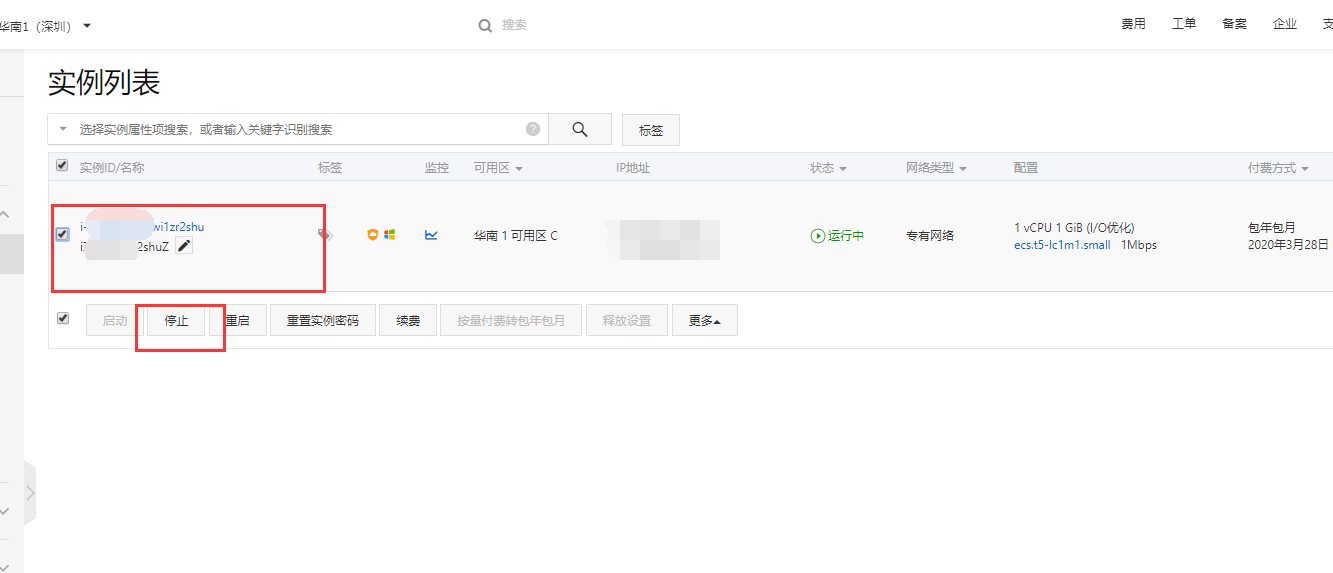 华南1（深圳） 搜索 费用 工单 备案 企业
实例列表
选择实例属性项搜索，或者输入关键字识别搜索 ? 标签
实例ID/名称 标签 监控 可用区 IP地址 状态 网络类型 配置 付费方式
i- wi1zr2shu
2shuZ
华南 1 可用区 C
运行中
专有网络
1 vCPU 1 GiB (I/O优化)
ecs.t5-lc1m1.small 1Mbps
包年包月
2020年3月28日
启动 停止 重启 重置实例密码 续费 按量付费转包年包月 释放设置 更多